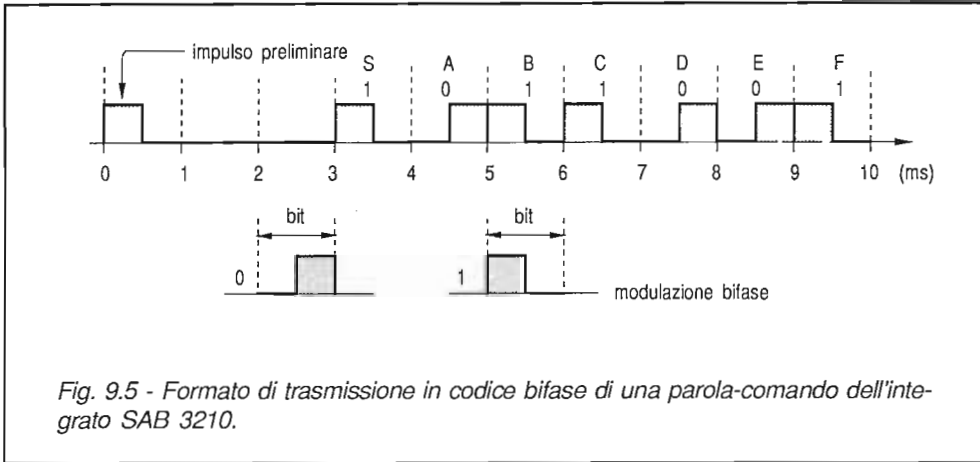 impulso preliminare
S A B C D E F
1 0 1 1 0 0 1
0 1 2 3 4 5 6 7 8 9 10 (ms)
bit bit
0 1 modulazione bifase
Fig. 9.5 - Formato di trasmissione in codice bifase di una parola-comando dell'inte-
grato SAB 3210.